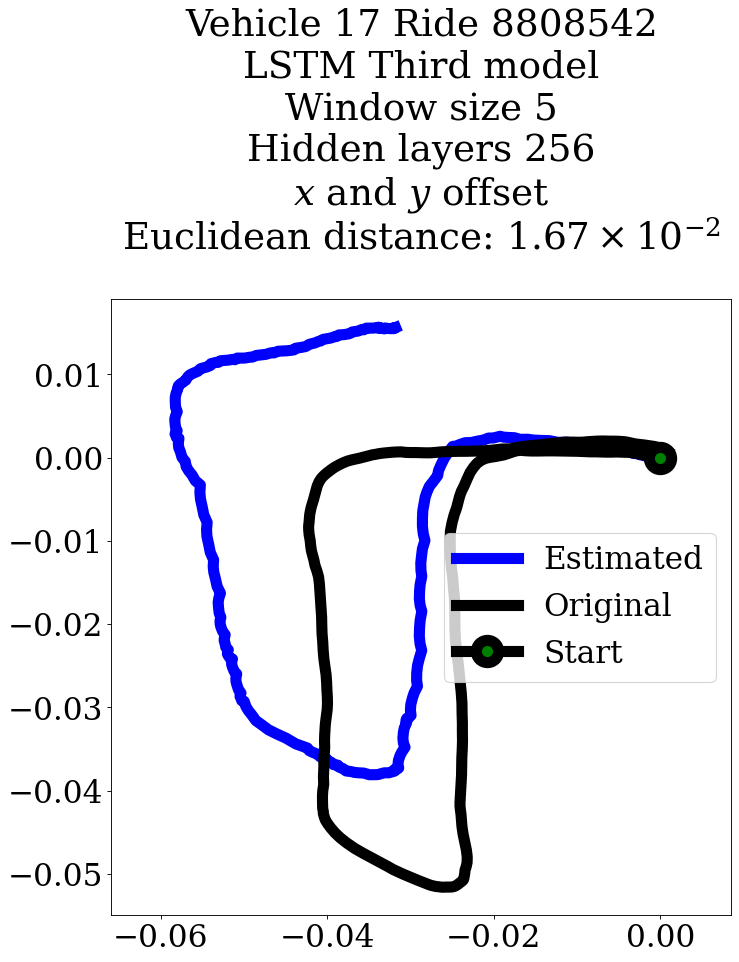 Vehicle 17 Ride 8808542
LSTM Third model
Window size 5
Hidden layers 256
x and y offset
Euclidean distance: 1.67 × 10⁻²
0.01
0.00
−0.01
−0.02
−0.03
−0.04
−0.05
Estimated
Original
Start
−0.06 −0.04 −0.02 0.00